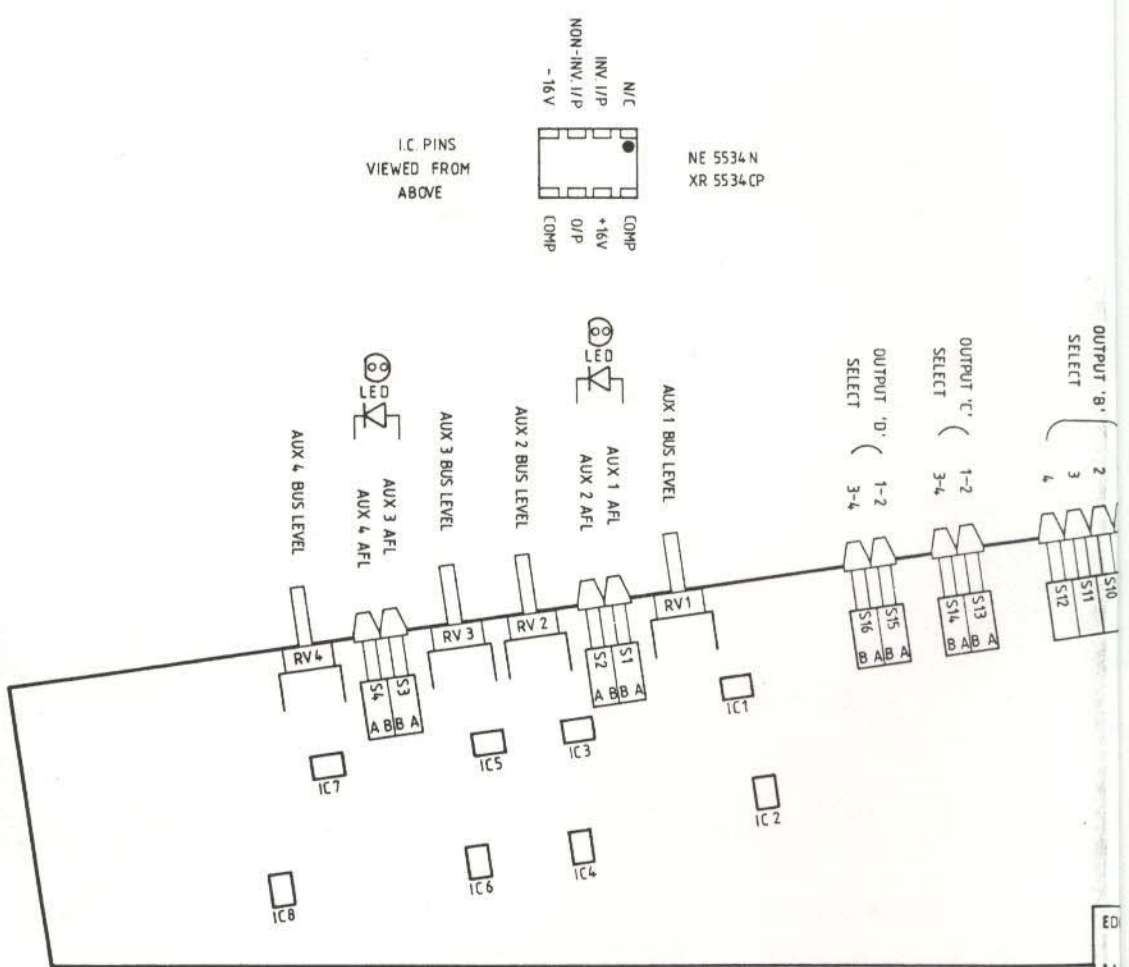 N/C
INV. I/P
NON-INV. I/P
-16V
I.C. PINS
VIEWED FROM
ABOVE
NE 5534N
XR 5534CP
COMP
+16V
O/P
COMP
LED
LED
AUX 4 BUS LEVEL
AUX 3 AFL
AUX 4 AFL
AUX 3 BUS LEVEL
AUX 2 BUS LEVEL
AUX 1 AFL
AUX 2 AFL
AUX 1 BUS LEVEL
OUTPUT 'D'
SELECT
1-2
3-4
OUTPUT 'C'
SELECT
1-2
3-4
OUTPUT 'B'
SELECT
2
3
4
RV4
S4
S3
A B B A
RV 3
RV 2
S2
S1
A B B A
RV1
S16
S15
B A B A
S14
S13
B A B A
S12
S11
S10
IC1
IC3
IC5
IC7
IC 2
IC4
IC6
IC8